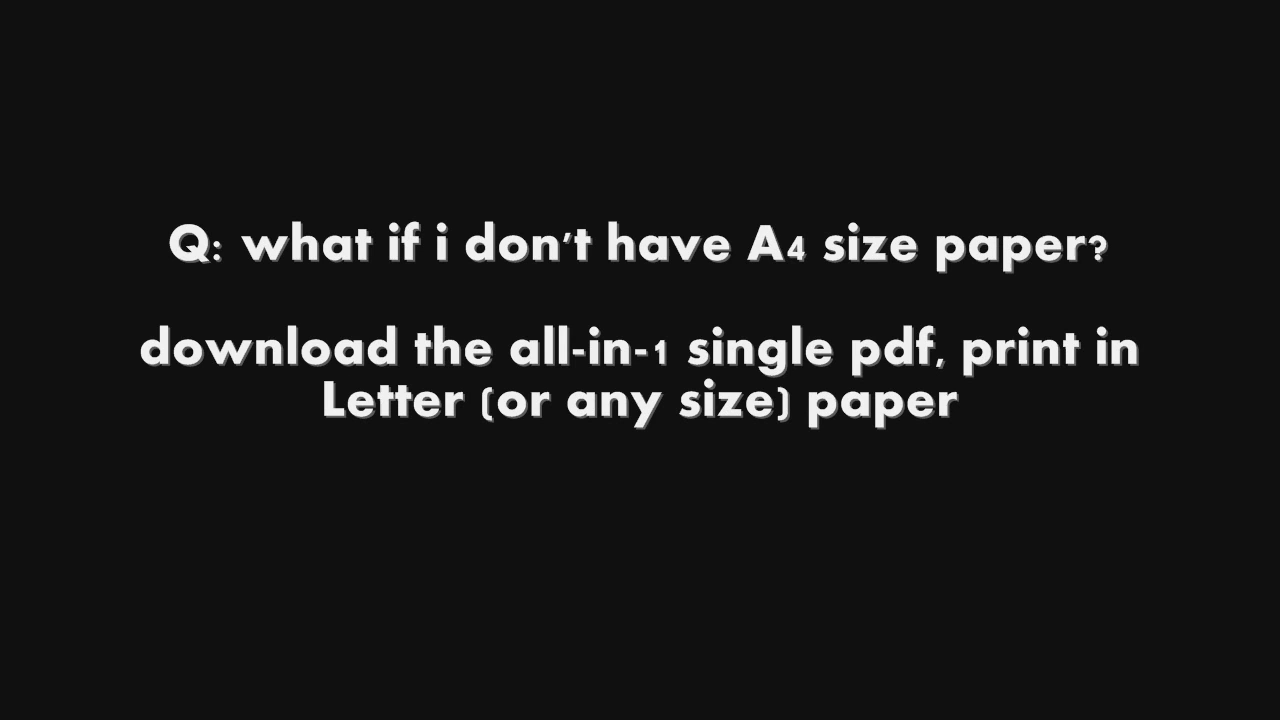 Q: what if i don't have A4 size paper?
download the all-in-1 single pdf, print in
Letter (or any size) paper